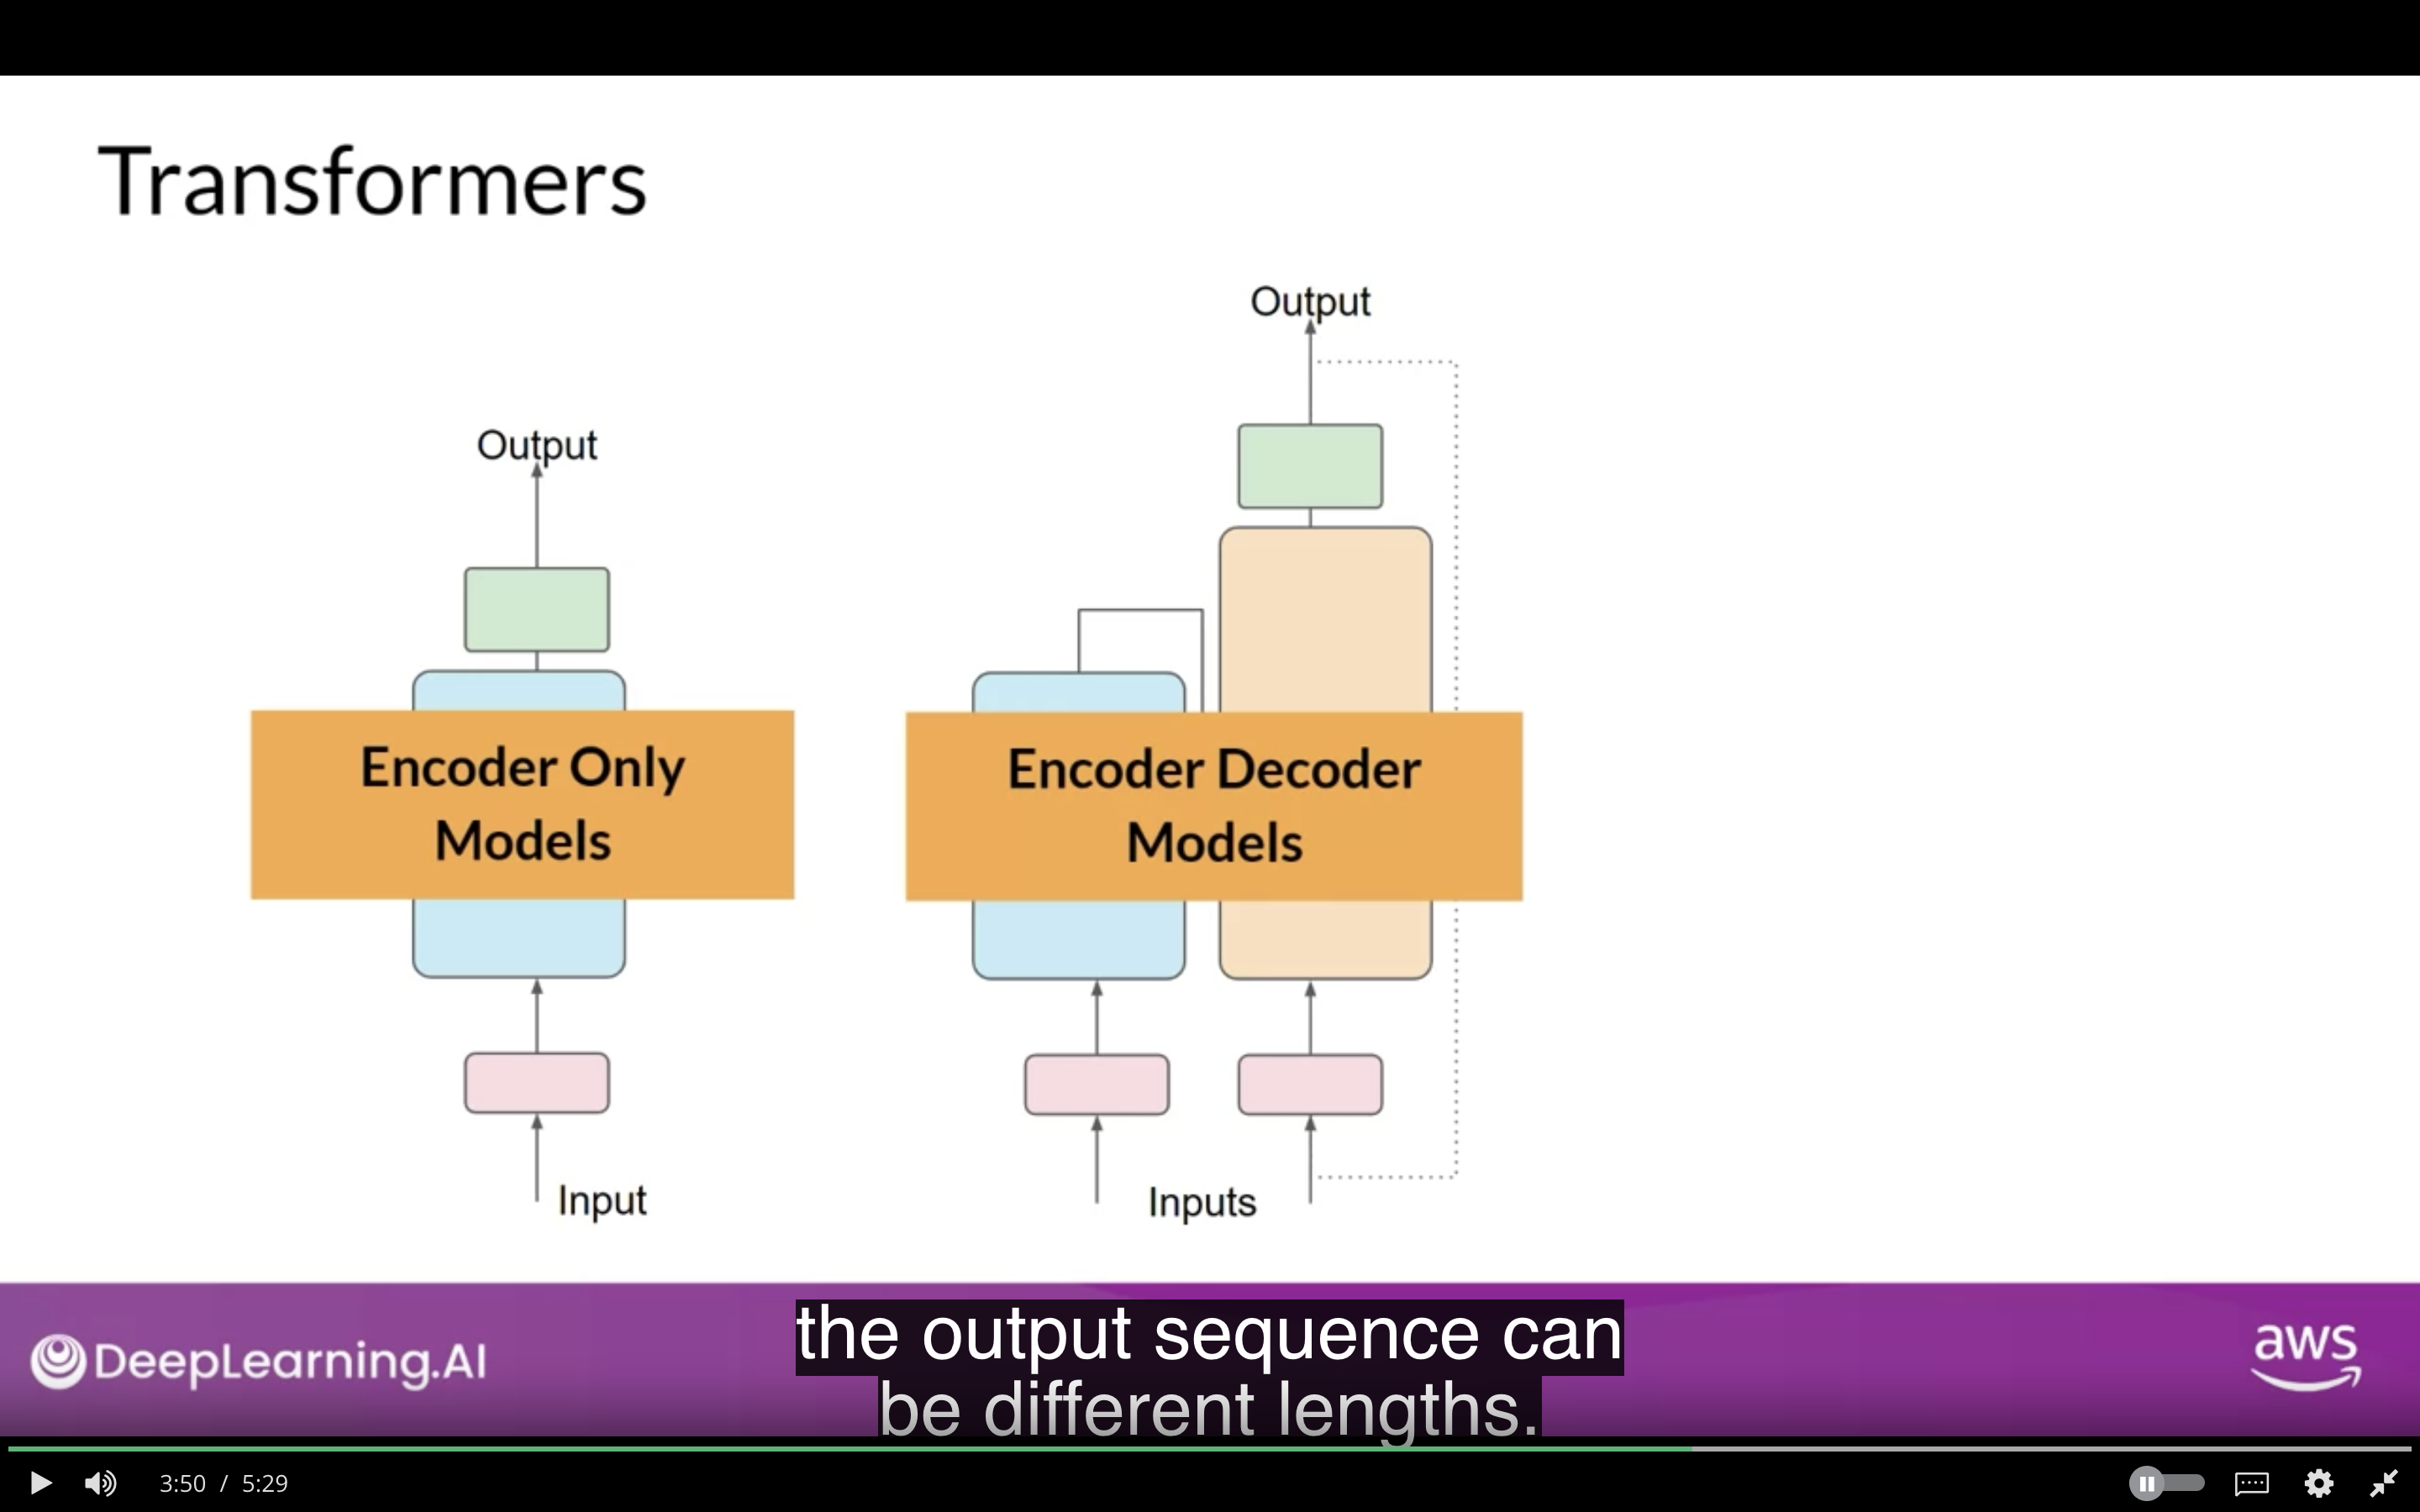 Transformers
Output
Output
Encoder Only
Models
Encoder Decoder
Models
Input
Inputs
DeepLearning.AI
the output sequence can
be different lengths.
aws
3:50 / 5:29